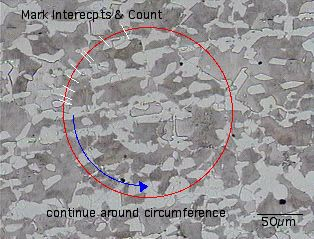 Mark Interecpts & Count
continue around circumference
50µm